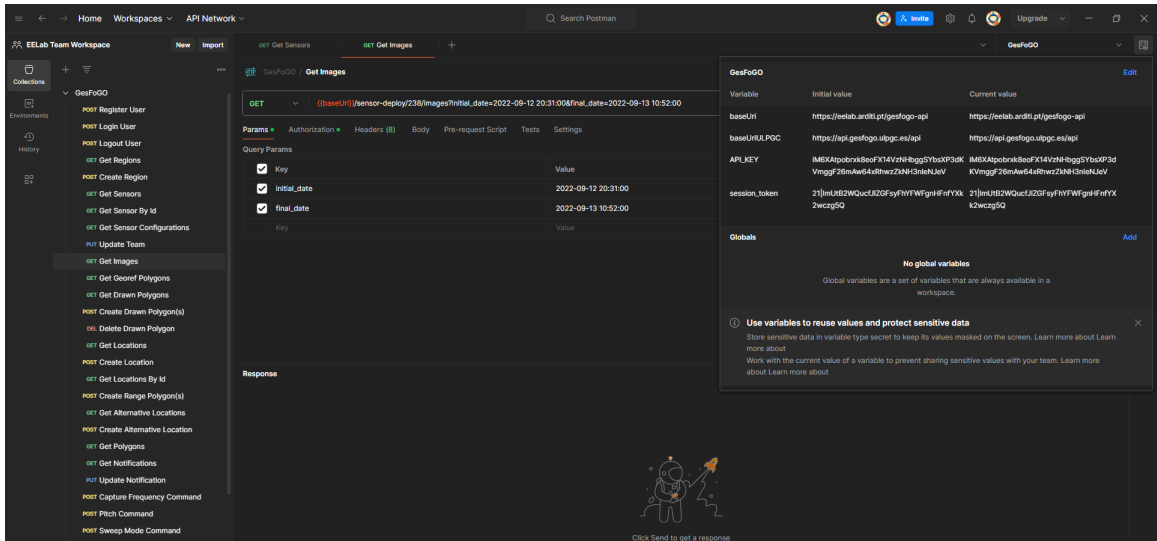 Home Workspaces API Network Search Postman Invite Upgrade
EELab Team Workspace New Import GET Get Sensors GET Get Images GesFoGO
Collections
Environments
History
GesFoGO
POST Register User
POST Login User
POST Logout User
GET Get Regions
POST Create Region
GET Get Sensors
GET Get Sensor By Id
GET Get Sensor Configurations
PUT Update Team
GET Get Images
GET Get Georef Polygons
GET Get Drawn Polygons
POST Create Drawn Polygon(s)
DEL Delete Drawn Polygon
GET Get Locations
POST Create Location
GET Get Locations By Id
POST Create Range Polygon(s)
GET Get Alternative Locations
POST Create Alternative Location
GET Get Polygons
GET Get Notifications
PUT Update Notification
POST Capture Frequency Command
POST Pitch Command
POST Sweep Mode Command
GesFoGO / Get Images
GET {{baseUrl}}/sensor-deploy/238/images?initial_date=2022-09-12 20:31:00&final_date=2022-09-13 10:52:00
Params Authorization Headers (8) Body Pre-request Script Tests Settings
Query Params
Key Value
initial_date 2022-09-12 20:31:00
final_date 2022-09-13 10:52:00
Key Value
Response
Click Send to get a response
GesFoGO Edit
Variable Initial value Current value
baseUrl https://eelab.arditi.pt/gesfogo-api https://eelab.arditi.pt/gesfogo-api
baseUrlULPGC https://api.gesfogo.ulpgc.es/api https://api.gesfogo.ulpgc.es/api
API_KEY
session_token
Globals Add
No global variables
Global variables are a set of variables that are always available in a
workspace.
Use variables to reuse values and protect sensitive data
Store sensitive data in variable type secret to keep its values masked on the screen. Learn more about Learn
more about
Work with the current value of a variable to prevent sharing sensitive values with your team. Learn more
about Learn more about